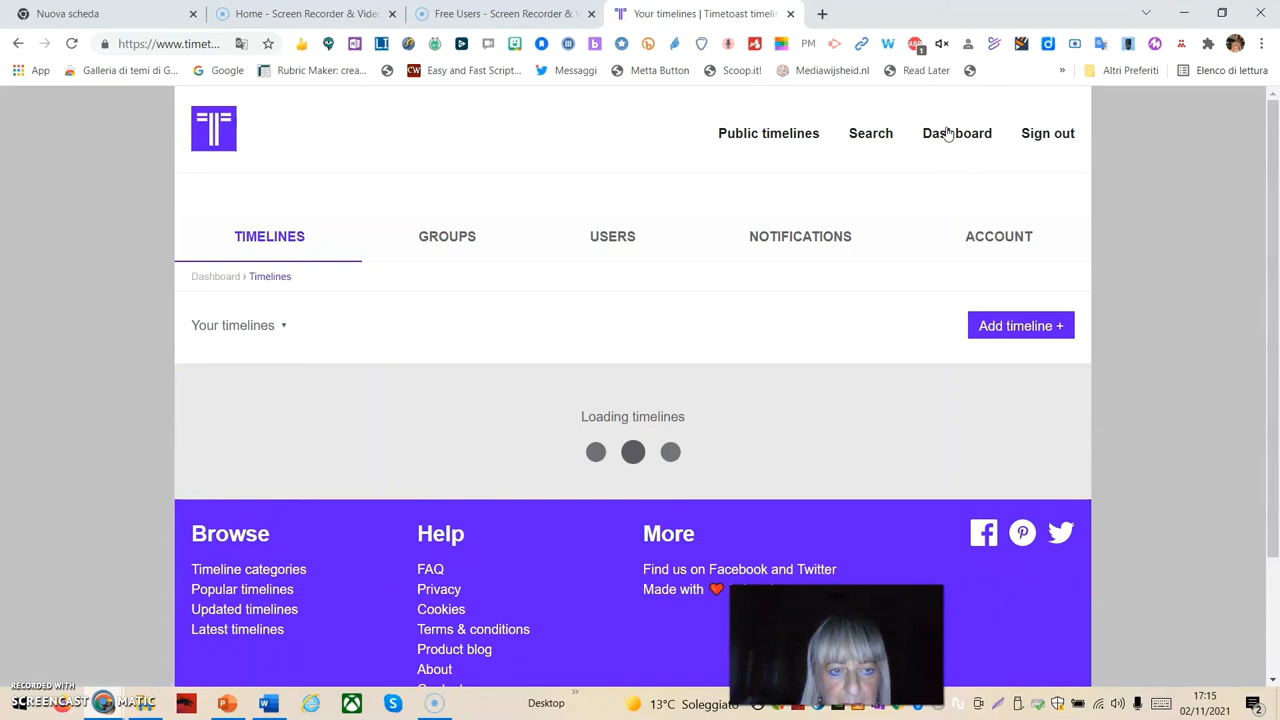 Nuova scheda
Home - Screen Recorder & Vide
Free Users - Screen Recorder & V
Your timelines | Timetoast timelin
https://www.timet...
PM
App
Galleria di temi di G...
Google
Rubric Maker: crea...
Easy and Fast Script...
Messaggi
Metta Button
Scoop.it!
Mediawijsheid.nl
Read Later
»
Altri Preferiti
Elenco di lettura
Public timelines
Search
Dashboard
Sign out
TIMELINES
GROUPS
USERS
NOTIFICATIONS
ACCOUNT
Dashboard › Timelines
Your timelines ▾
Add timeline +
Loading timelines
Browse
Help
More
Timeline categories
FAQ
Find us on Facebook and Twitter
Popular timelines
Privacy
Made with
Updated timelines
Cookies
Latest timelines
Terms & conditions
Product blog
About
RECORDED WITH
SCREENCAST MATIC
Desktop
13°C Soleggiato
17:15
02/11/2021